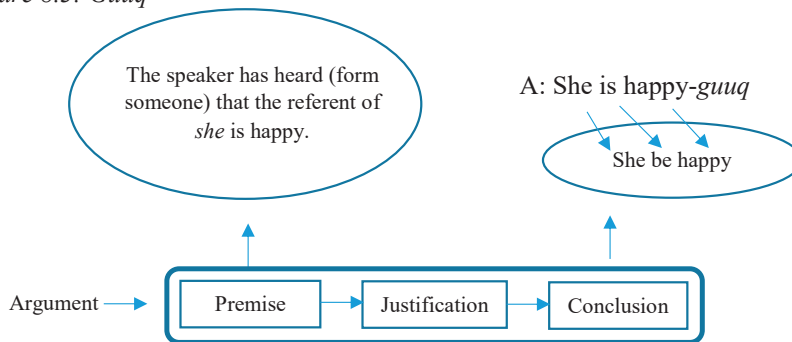 The speaker has heard (form
someone) that the referent of
she is happy.
A: She is happy-guuq
She be happy
Argument
Premise
Justification
Conclusion